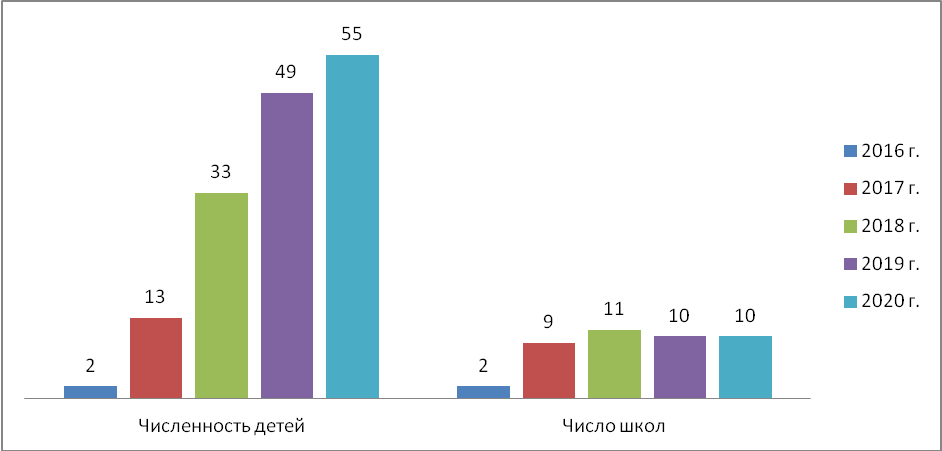 55
49
33
13
2
11
10
10
9
2
Численность детей
Число школ
2016 г.
2017 г.
2018 г.
2019 г.
2020 г.